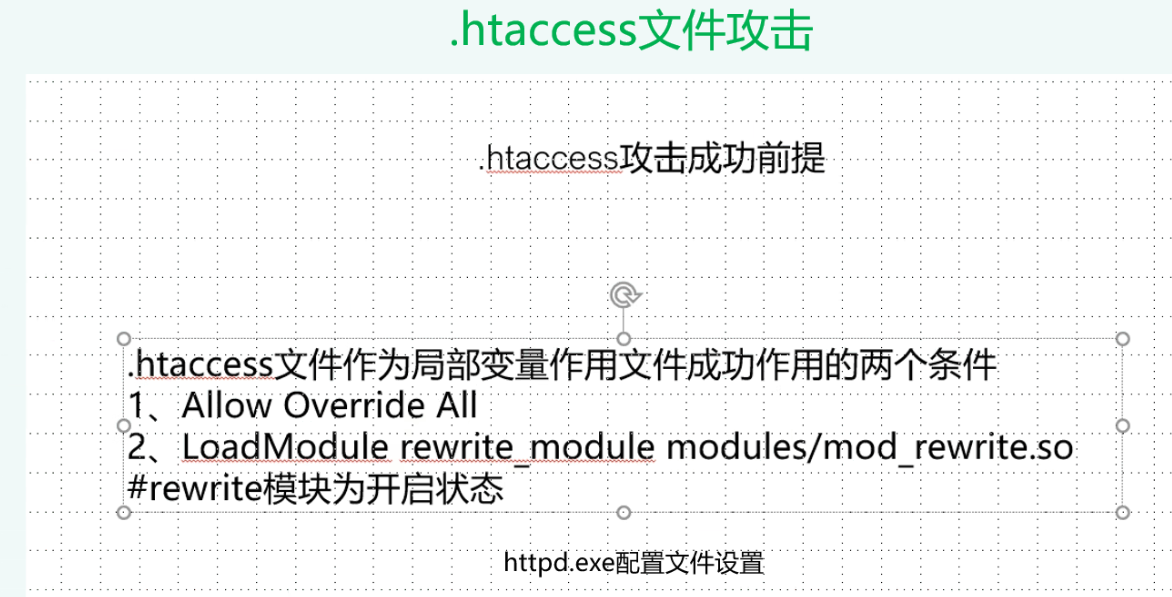 .htaccess文件攻击
.htaccess攻击成功前提
.htaccess文件作为局部变量作用文件成功作用的两个条件
1、Allow Override All
2、LoadModule rewrite_module modules/mod_rewrite.so
#rewrite模块为开启状态
httpd.exe配置文件设置